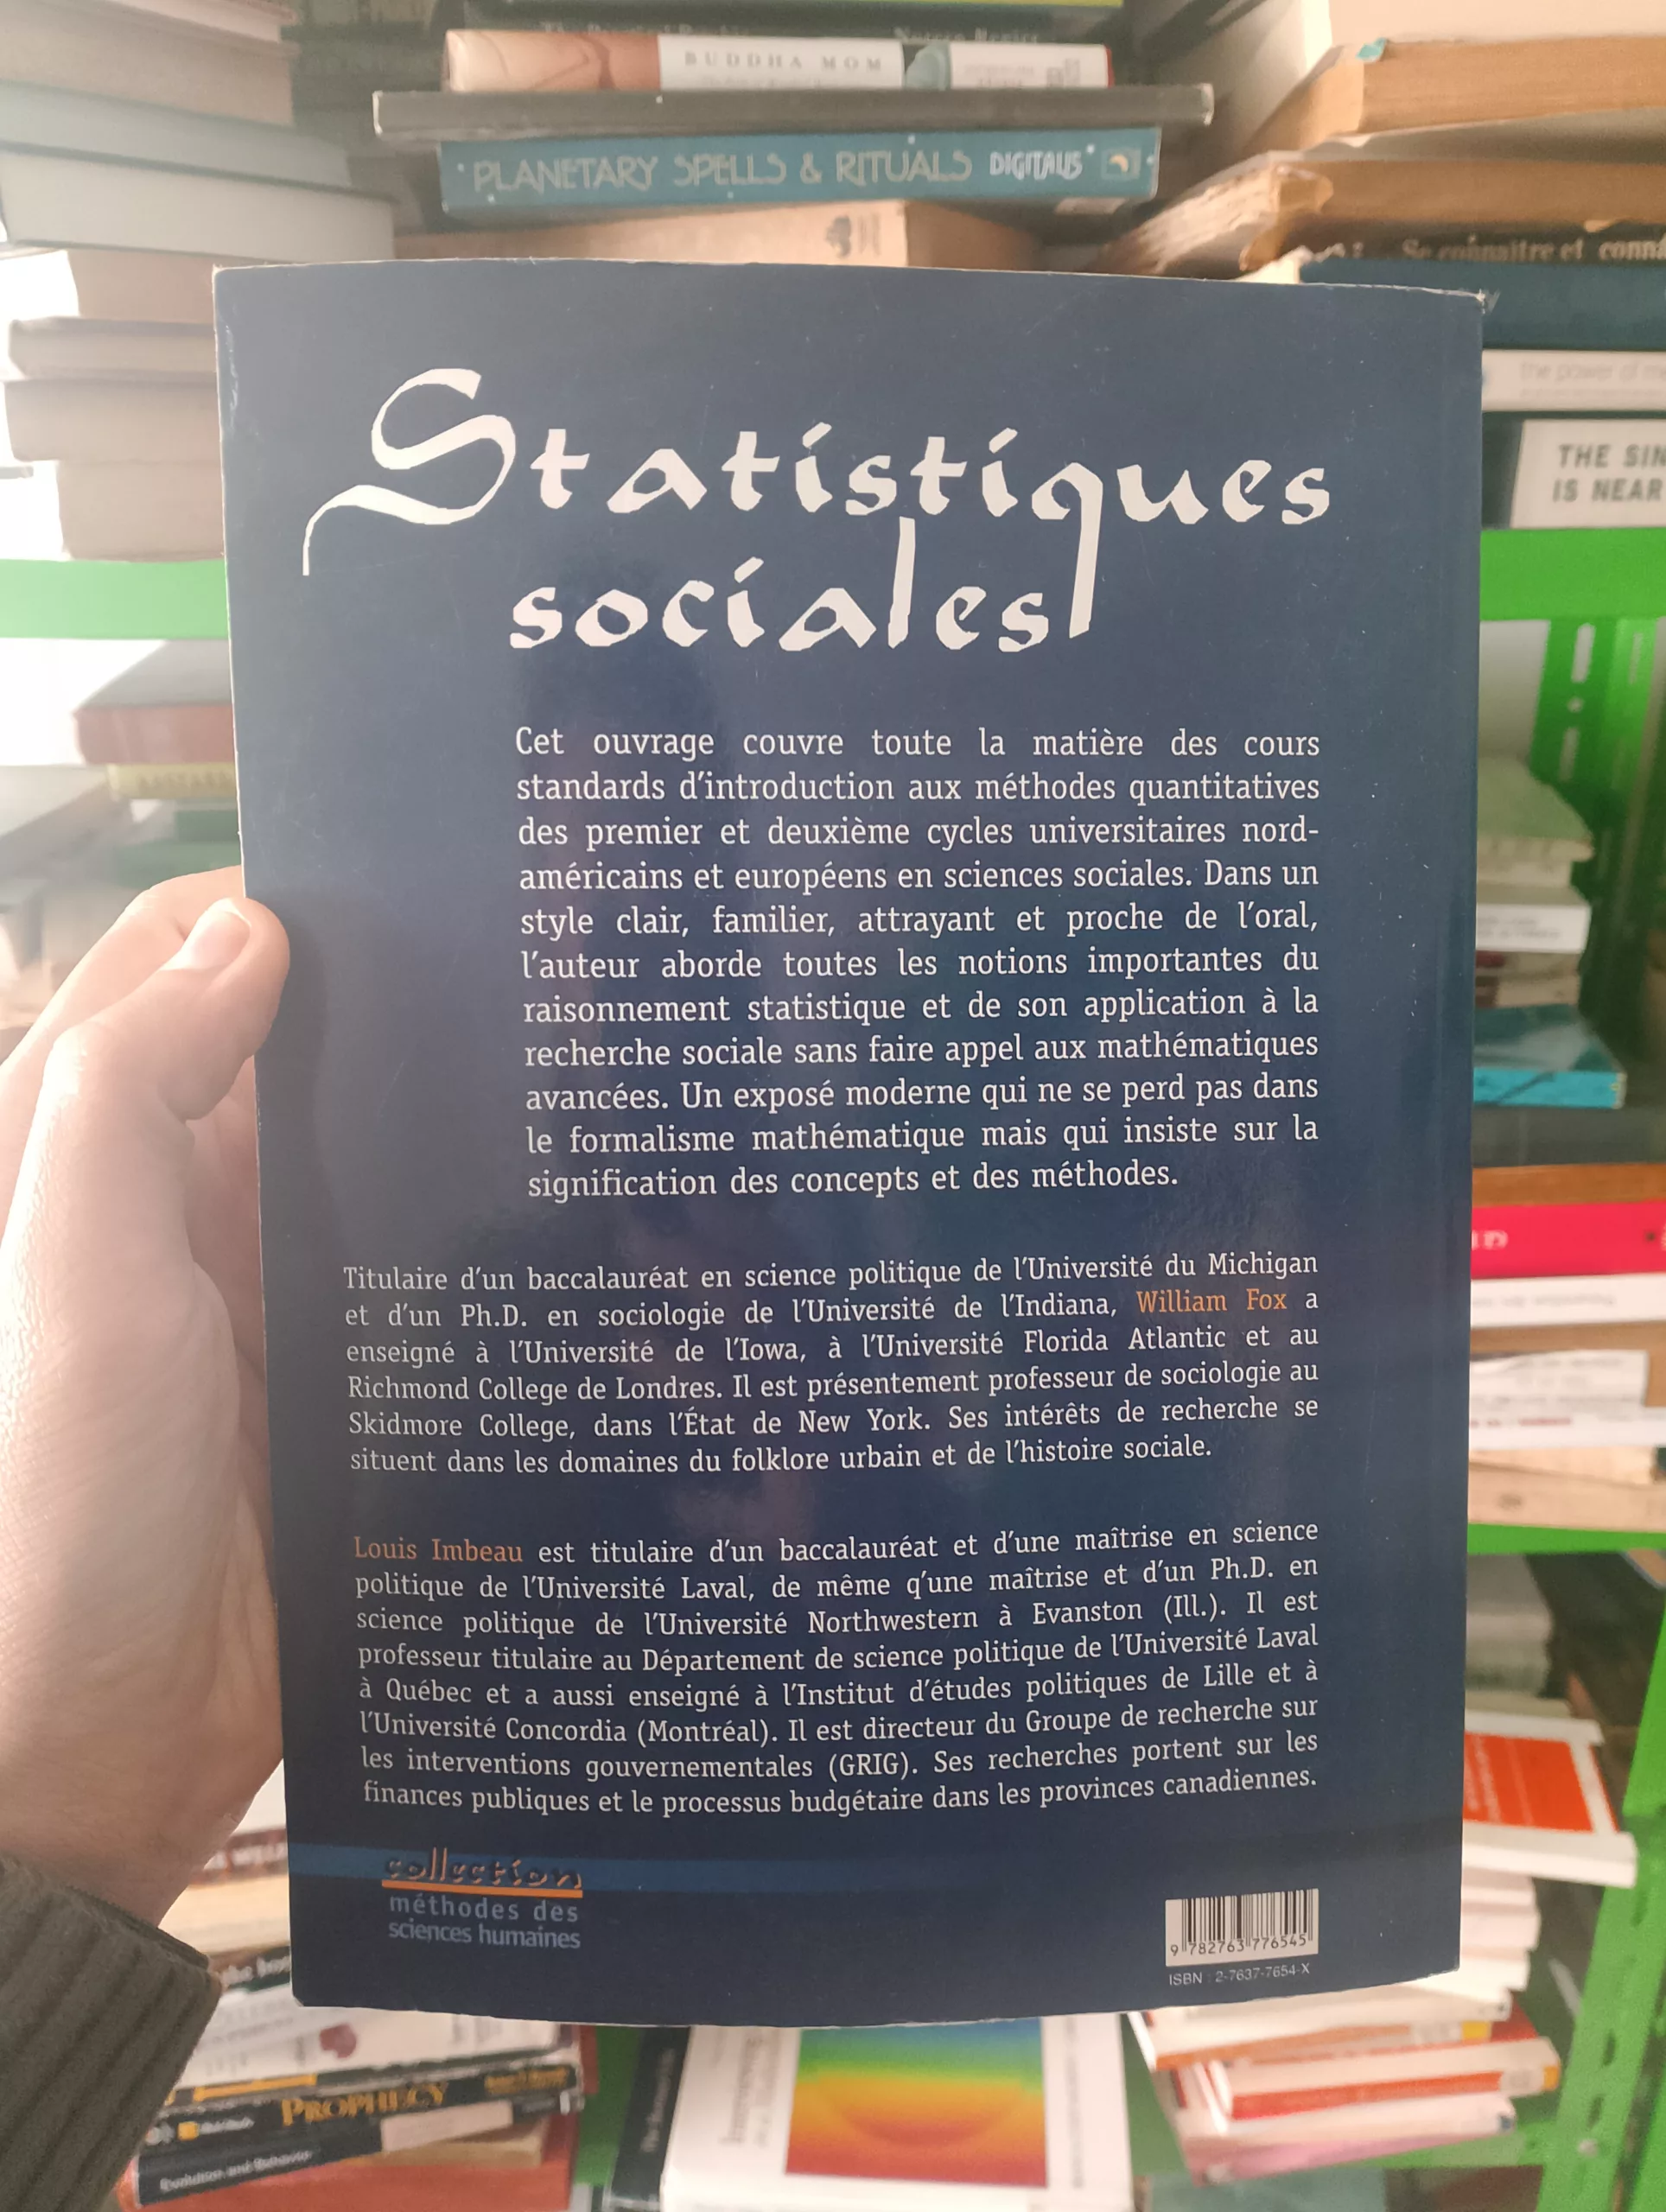 BUDDHA MOM
PLANETARY SPELLS & RITUALS DIGITALIS
Se connaître et
the power of
THE SIN
IS NEAR
Statistiques
sociales
Cet ouvrage couvre toute la matière des cours
standards d'introduction aux méthodes quantitatives
des premier et deuxième cycles universitaires nord-
américains et européens en sciences sociales. Dans un
style clair, familier, attrayant et proche de l'oral,
l'auteur aborde toutes les notions importantes du
raisonnement statistique et de son application à la
recherche sociale sans faire appel aux mathématiques
avancées. Un exposé moderne qui ne se perd pas dans
le formalisme mathématique mais qui insiste sur la
signification des concepts et des méthodes.
Titulaire d'un baccalauréat en science politique de l'Université du Michigan
et d'un Ph.D. en sociologie de l'Université de l'Indiana, William Fox a
enseigné à l'Université de l'Iowa, à l'Université Florida Atlantic et au
Richmond College de Londres. Il est présentement professeur de sociologie au
Skidmore College, dans l'État de New York. Ses intérêts de recherche se
situent dans les domaines du folklore urbain et de l'histoire sociale.
Louis Imbeau est titulaire d'un baccalauréat et d'une maîtrise en science
politique de l'Université Laval, de même q'une maîtrise et d'un Ph.D. en
science politique de l'Université Northwestern à Evanston (Ill.). Il est
professeur titulaire au Département de science politique de l'Université Laval
à Québec et a aussi enseigné à l'Institut d'études politiques de Lille et à
l'Université Concordia (Montréal). Il est directeur du Groupe de recherche sur
les interventions gouvernementales (GRIG). Ses recherches portent sur les
finances publiques et le processus budgétaire dans les provinces canadiennes.
collection
méthodes des
sciences humaines
9 782763 776545
ISBN : 2-7637-7654-X
PROPHECY
Evolution and Behavior